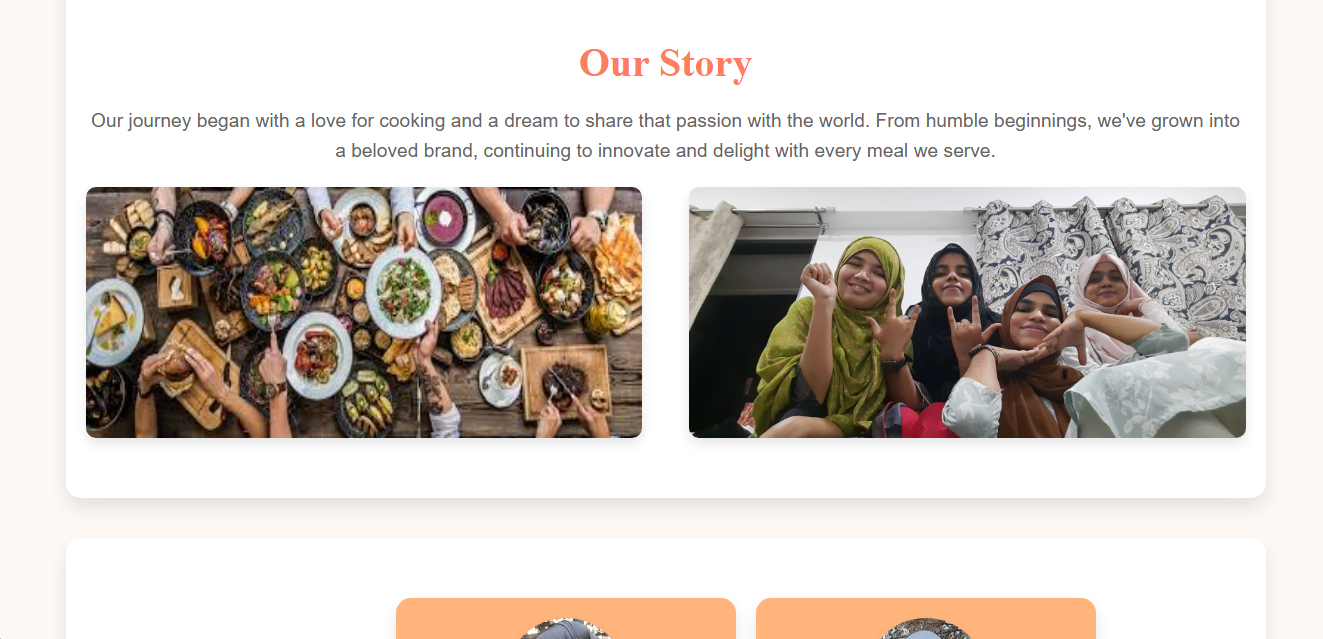 Our Story
Our journey began with a love for cooking and a dream to share that passion with the world. From humble beginnings, we've grown into
a beloved brand, continuing to innovate and delight with every meal we serve.